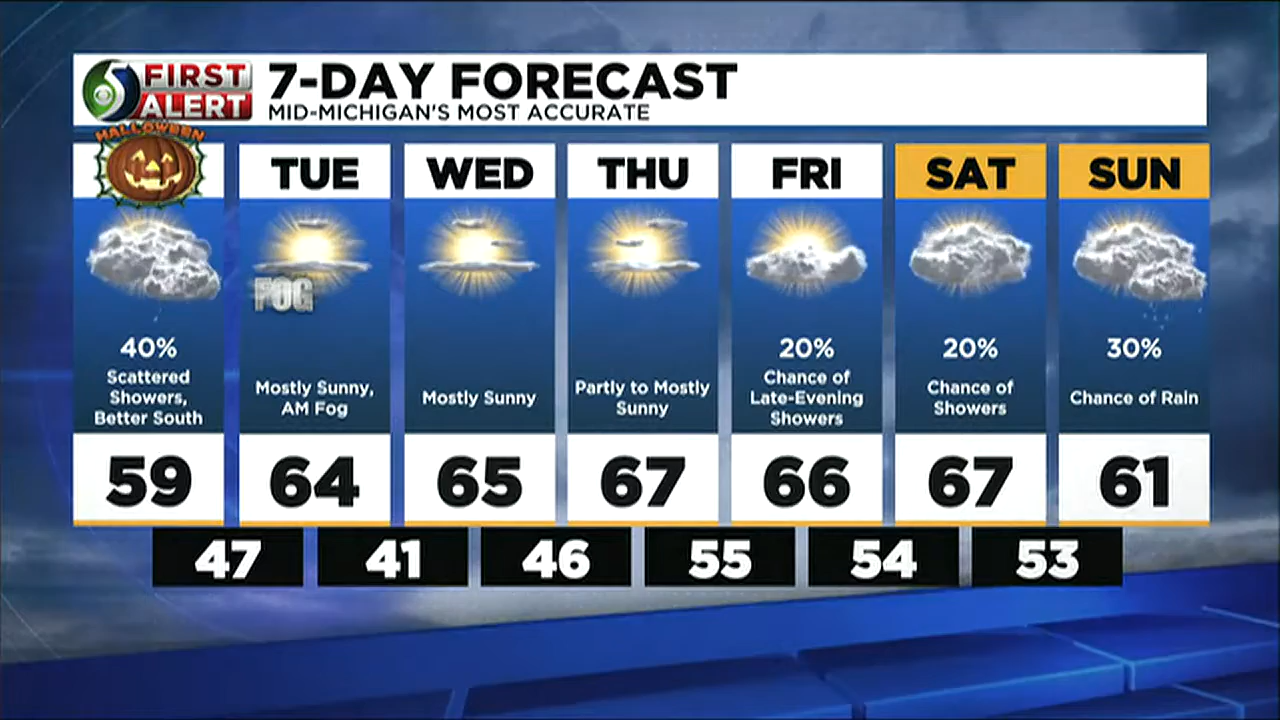 5 FIRST ALERT
7-DAY FORECAST
MID-MICHIGAN'S MOST ACCURATE
HALLOWEEN
TUE
WED
THU
FRI
SAT
SUN
FOG
40%
Scattered
Showers,
Better South
Mostly Sunny,
AM Fog
Mostly Sunny
Partly to Mostly
Sunny
20%
Chance of
Late-Evening
Showers
20%
Chance of
Showers
30%
Chance of Rain
59
64
65
67
66
67
61
47
41
46
55
54
53